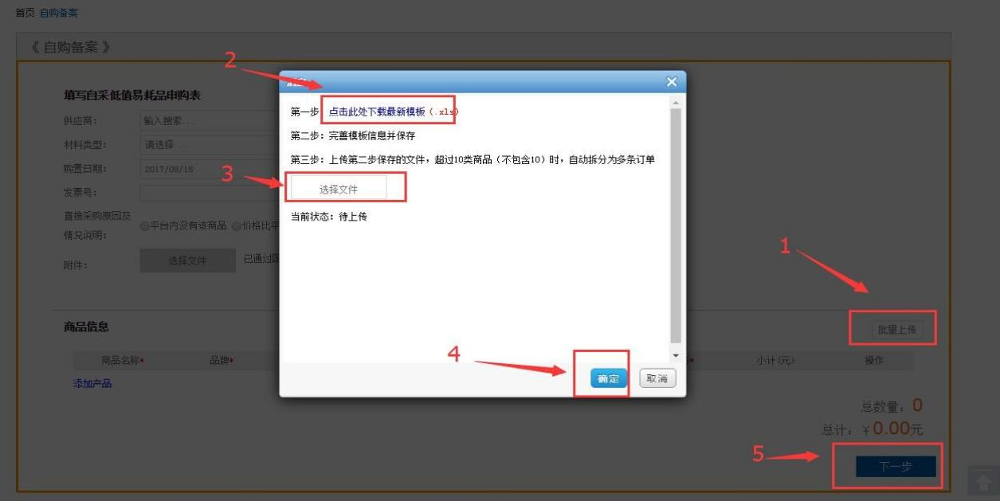 首页 自购备案
《 自购备案 》
2
填写自采低值易耗品申购表
供应商： 输入搜索...
材料类型： 请选择...
购置日期： 2017/08/18
发票号：
直接采购原因及
情况说明：
平台内没有该商品 价格比平
附件： 选择文件 已通过国
第一步 点击此处下载最新模板（.xls）
第二步：完善模板信息并保存
第三步：上传第二步保存的文件，超过10类商品（不包含10）时，自动拆分为多条订单
3
选择文件
当前状态：待上传
1
商品信息
批量上传
商品名称* 品牌* * 小计(元) 操作
添加产品
4
确定 取消
总数量：0
总计：￥0.00元
5
下一步